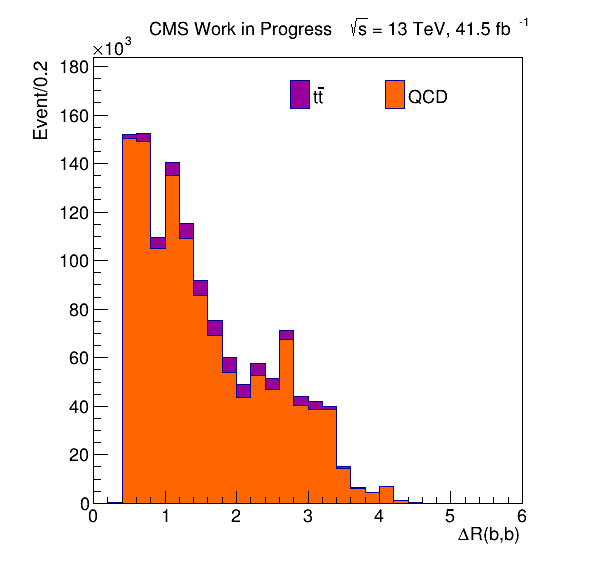 CMS Work in Progress √s = 13 TeV, 41.5 fb⁻¹
×10³
Event/0.2
180
160
140
120
100
80
60
40
20
0
tt̄
QCD
0 1 2 3 4 5 6
ΔR(b,b)